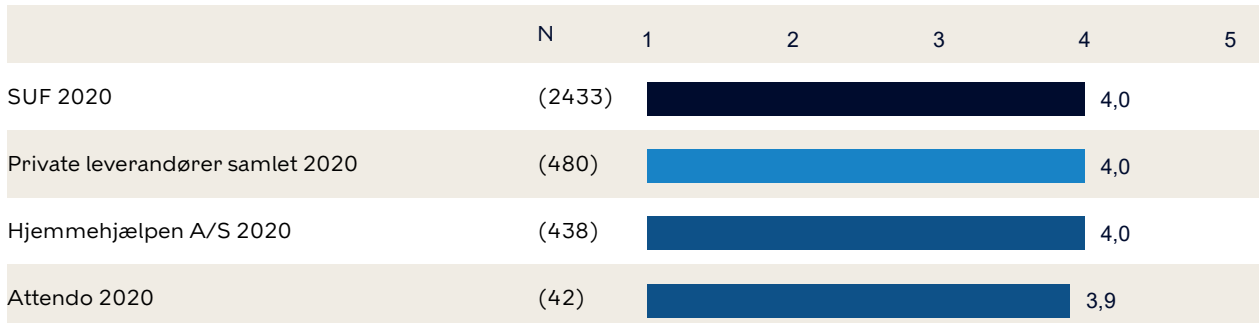 N 1 2 3 4 5
SUF 2020 (2433) 4,0
Private leverandører samlet 2020 (480) 4,0
Hjemmehjælpen A/S 2020 (438) 4,0
Attendo 2020 (42) 3,9